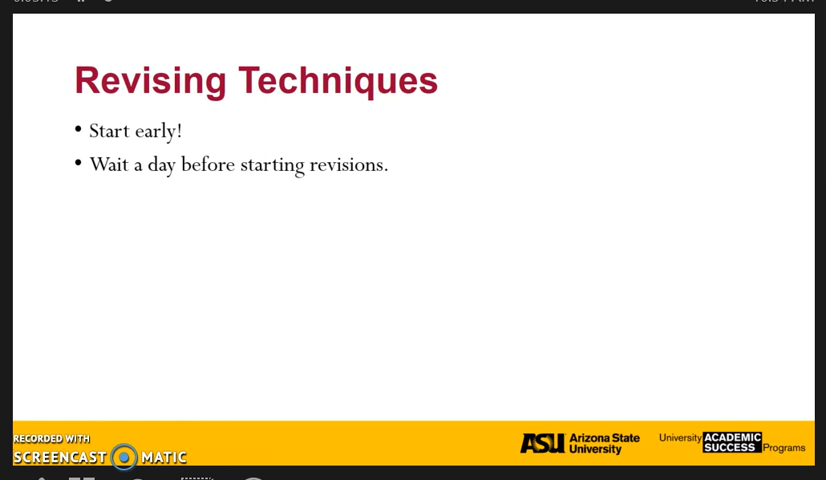 Revising Techniques
• Start early!
• Wait a day before starting revisions.
RECORDED WITH
SCREENCAST MATIC
ASU Arizona State University
University ACADEMIC SUCCESS Programs